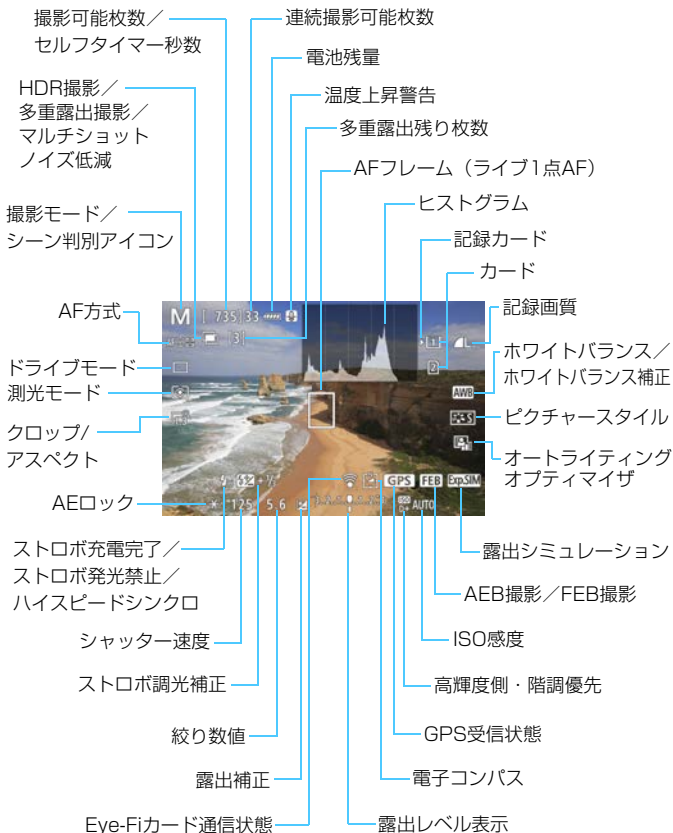 撮影可能枚数／
セルフタイマー秒数
連続撮影可能枚数
電池残量
HDR撮影／
多重露出撮影／
マルチショット
ノイズ低減
温度上昇警告
多重露出残り枚数
AFフレーム（ライブ1点AF）
ヒストグラム
撮影モード／
シーン判別アイコン
記録カード
カード
AF方式
記録画質
ドライブモード
測光モード
ホワイトバランス／
ホワイトバランス補正
クロップ/
アスペクト
ピクチャースタイル
オートライティング
オプティマイザ
M [ 735] 33
[3]
[1]
L
2
AWB
S
GPS FEB Exp.SIM
125 5.6
ISO
D+ AUTO
AEロック
ストロボ充電完了／
ストロボ発光禁止／
ハイスピードシンクロ
露出シミュレーション
AEB撮影／FEB撮影
シャッター速度
ISO感度
ストロボ調光補正
高輝度側・階調優先
絞り数値
GPS受信状態
露出補正
電子コンパス
Eye-Fiカード通信状態
露出レベル表示